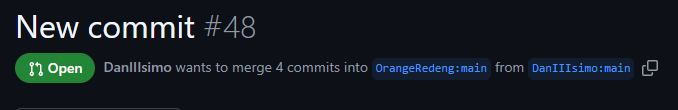 New commit #48
Open DanIIIsimo wants to merge 4 commits into OrangeRedeng:main from DanIIIsimo:main